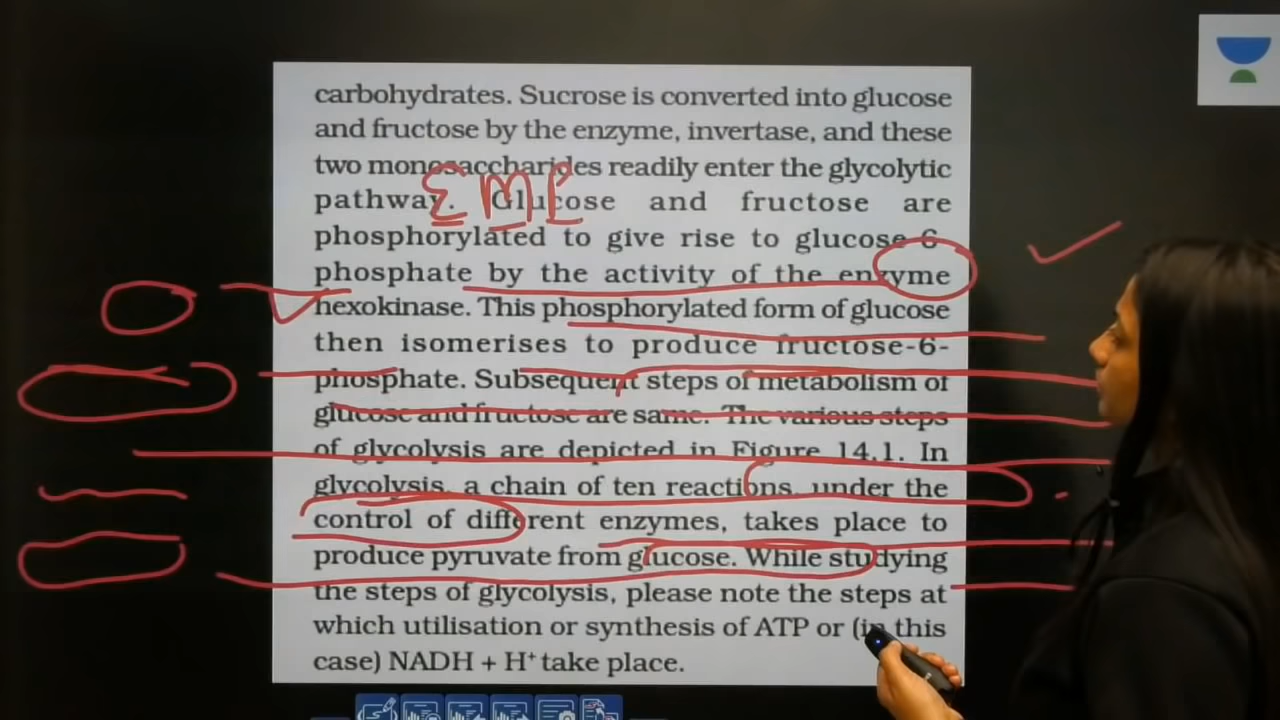 carbohydrates. Sucrose is converted into glucose
and fructose by the enzyme, invertase, and these
two monosaccharides readily enter the glycolytic
EMP
pathway. Glucose and fructose are
phosphorylated to give rise to glucose-6-
phosphate by the activity of the enzyme
hexokinase. This phosphorylated form of glucose
then isomerises to produce fructose-6-
phosphate. Subsequent steps of metabolism of
glucose and fructose are same. The various steps
of glycolysis are depicted in Figure 14.1. In
glycolysis, a chain of ten reactions, under the
control of different enzymes, takes place to
produce pyruvate from glucose. While studying
the steps of glycolysis, please note the steps at
which utilisation or synthesis of ATP or (in this
case) NADH + H⁺ take place.